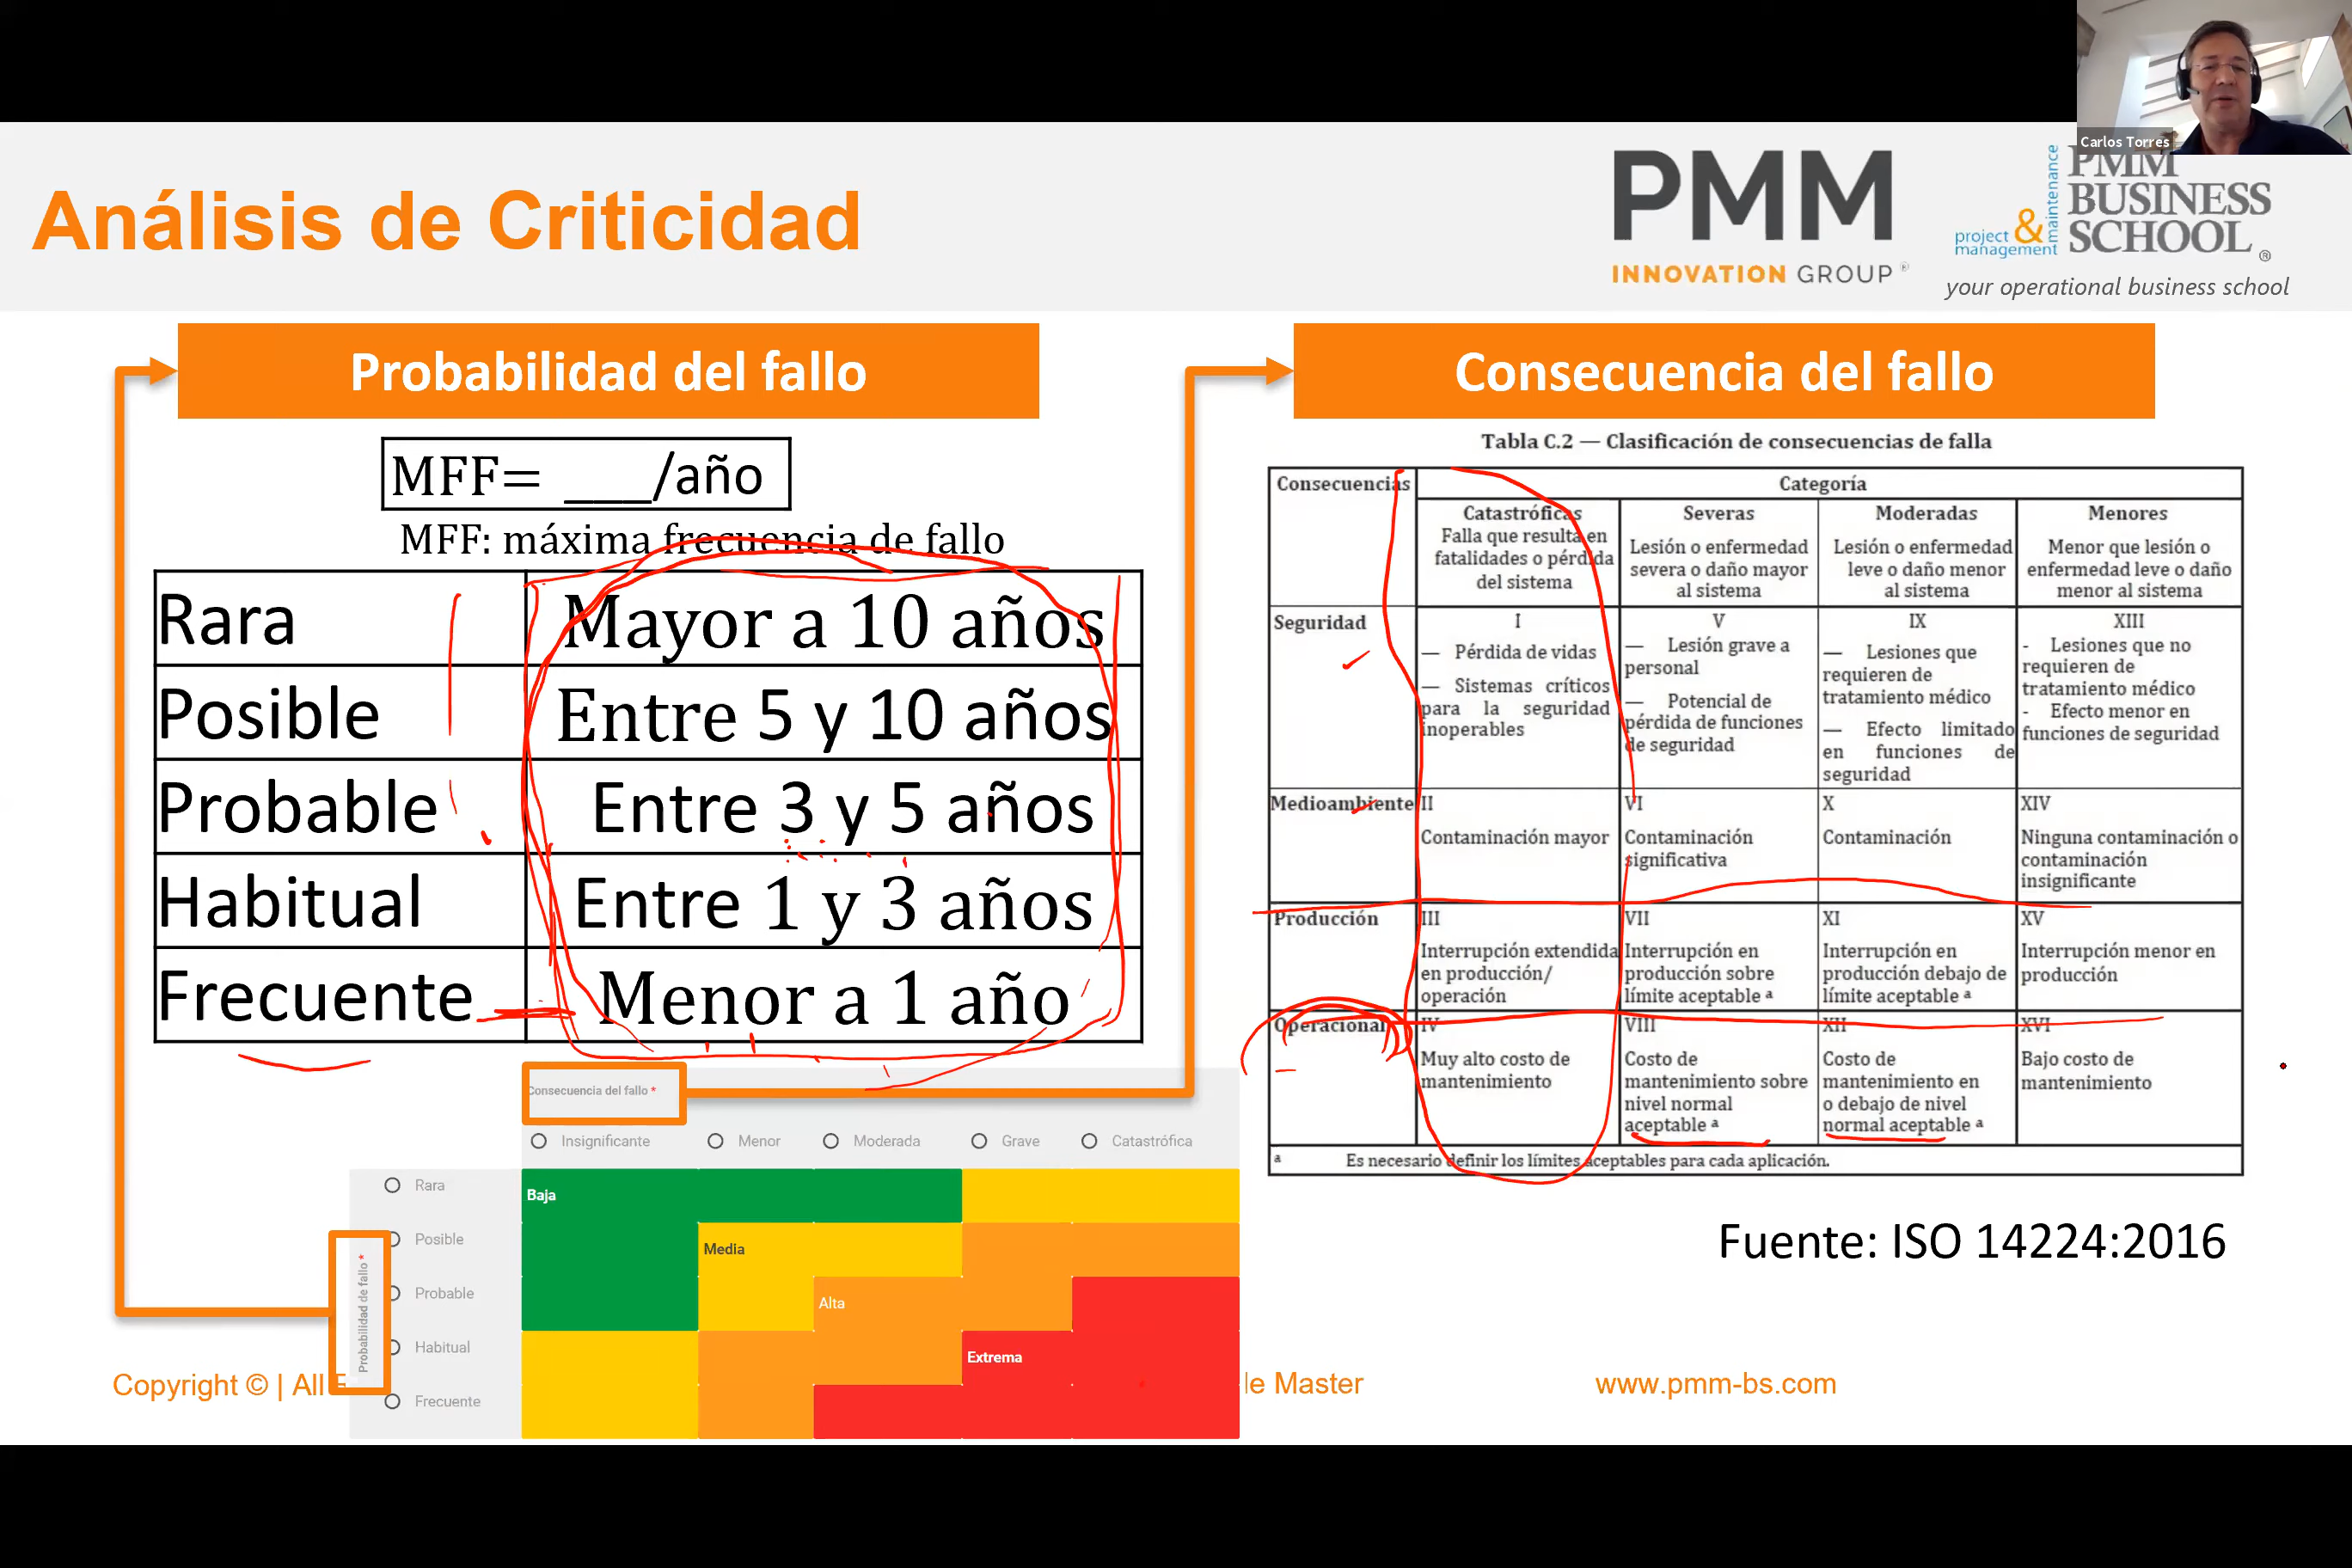 Carlos Torres
Análisis de Criticidad
PMM
INNOVATION GROUP ®
project
management
&
maintenance
PMM
BUSINESS
SCHOOL ®
your operational business school
Probabilidad del fallo
MFF= ___/año
MFF: máxima frecuencia de fallo
Rara Mayor a 10 años
Posible Entre 5 y 10 años
Probable Entre 3 y 5 años
Habitual Entre 1 y 3 años
Frecuente Menor a 1 año
Consecuencia del fallo
Tabla C.2 — Clasificación de consecuencias de falla
Consecuencias
Categoría
Catastróficas
Falla que resulta en
fatalidades o pérdida
del sistema
Severas
Lesión o enfermedad
severa o daño mayor
al sistema
Moderadas
Lesión o enfermedad
leve o daño menor
al sistema
Menores
Menor que lesión o
enfermedad leve o daño
menor al sistema
Seguridad
I
— Pérdida de vidas
— Sistemas críticos
para la seguridad
inoperables
V
— Lesión grave a
personal
— Potencial de
pérdida de funciones
de seguridad
IX
— Lesiones que
requieren de
tratamiento médico
— Efecto limitado
en funciones de
seguridad
XIII
- Lesiones que no
requieren de
tratamiento médico
- Efecto menor en
funciones de seguridad
Medioambiente
II
Contaminación mayor
VI
Contaminación
significativa
X
Contaminación
XIV
Ninguna contaminación o
contaminación
insignificante
Producción
III
Interrupción extendida
en producción/
operación
VII
Interrupción en
producción sobre
límite aceptable ª
XI
Interrupción en
producción debajo de
límite aceptable ª
XV
Interrupción menor en
producción
Operacional
IV
Muy alto costo de
mantenimiento
VIII
Costo de
mantenimiento sobre
nivel normal
aceptable ª
XII
Costo de
mantenimiento en
o debajo de nivel
normal aceptable ª
XVI
Bajo costo de
mantenimiento
ª Es necesario definir los límites aceptables para cada aplicación.
Fuente: ISO 14224:2016
Consecuencia del fallo *
Insignificante Menor Moderada Grave Catastrófica
Probabilidad de fallo *
Rara
Posible
Probable
Habitual
Frecuente
Baja
Media
Alta
Extrema
Copyright © | All
le Master
www.pmm-bs.com